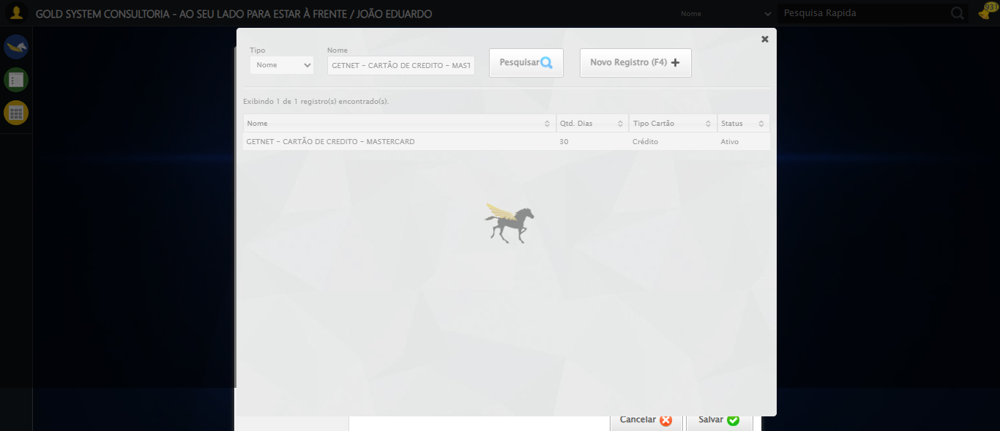 GOLD SYSTEM CONSULTORIA - AO SEU LADO PARA ESTAR À FRENTE / JOÃO EDUARDO
Nome
Pesquisa Rapida
931
Tipo
Nome
Nome
GETNET - CARTÃO DE CREDITO - MAST
Pesquisar
Novo Registro (F4)
Exibindo 1 de 1 registro(s) encontrado(s).
Nome Qtd. Dias Tipo Cartão Status
GETNET - CARTÃO DE CREDITO - MASTERCARD 30 Crédito Ativo
Cancelar Salvar